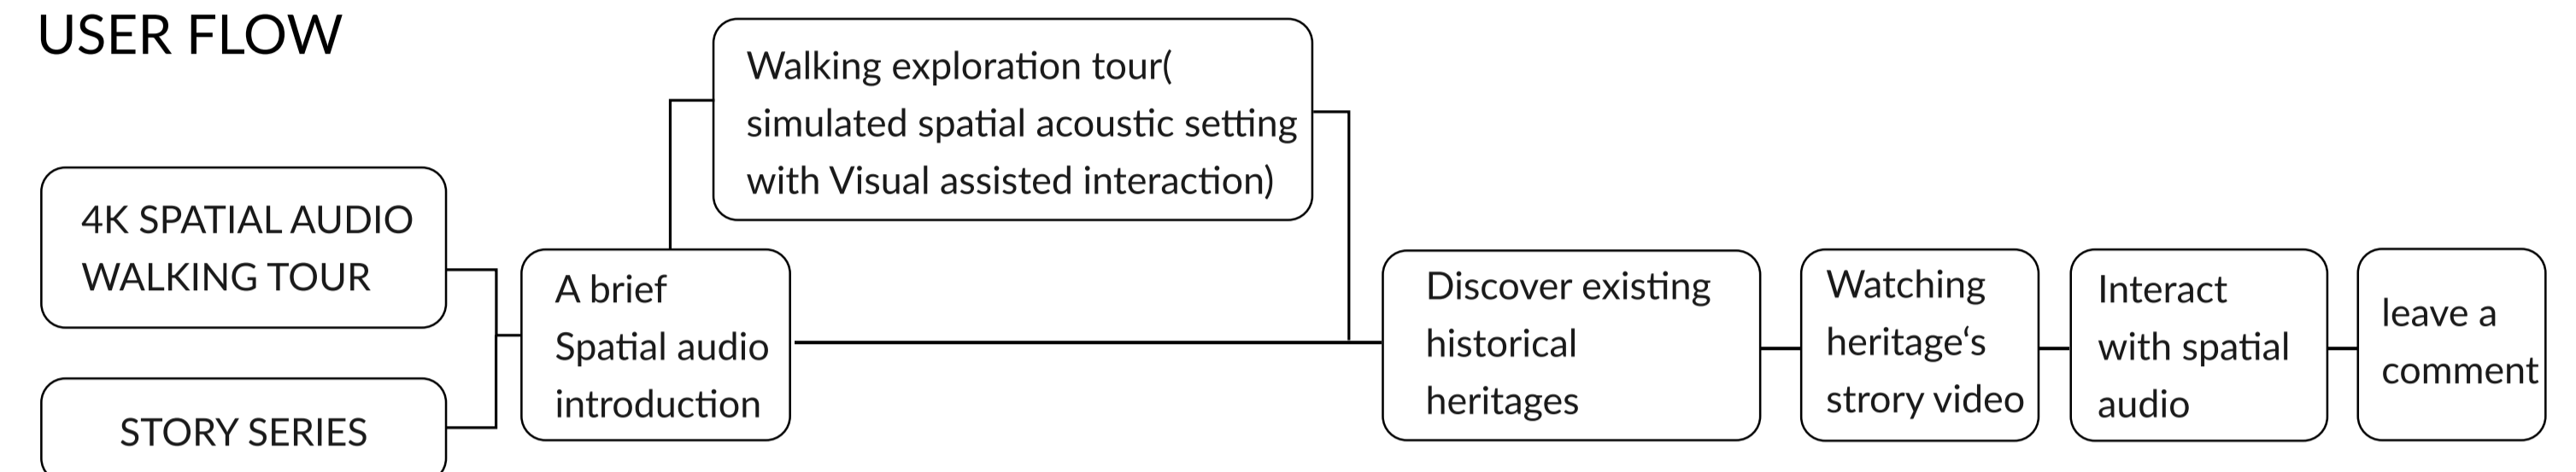 USER FLOW
Walking exploration tour(
simulated spatial acoustic setting
with Visual assisted interaction)
4K SPATIAL AUDIO
WALKING TOUR
STORY SERIES
A brief
Spatial audio
introduction
Discover existing
historical
heritages
Watching
heritage‘s
strory video
Interact
with spatial
audio
leave a
comment